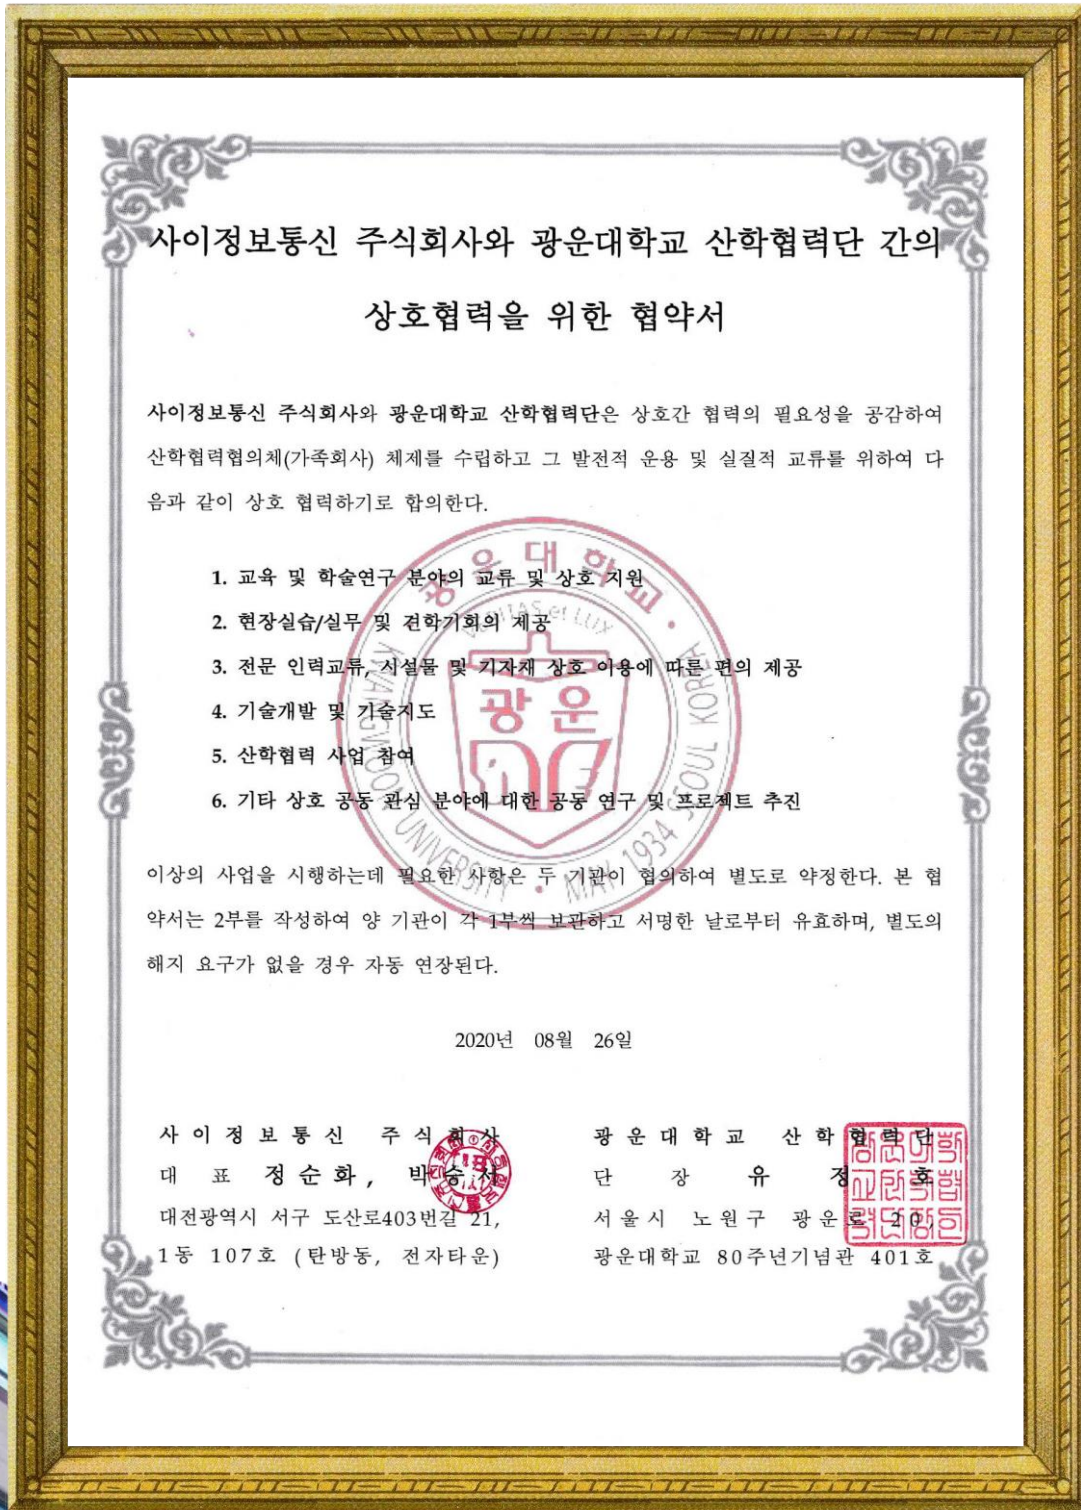 사이정보통신 주식회사와 광운대학교 산학협력단 간의
상호협력을 위한 협약서
사이정보통신 주식회사와 광운대학교 산학협력단은 상호간 협력의 필요성을 공감하여
산학협력협의체(가족회사) 체제를 수립하고 그 발전적 운용 및 실질적 교류를 위하여 다
음과 같이 상호 협력하기로 합의한다.
1. 교육 및 학술연구 분야의 교류 및 상호 지원
2. 현장실습/실무 및 견학기회의 제공
3. 전문 인력교류, 시설물 및 기자재 상호 이용에 따른 편의 제공
4. 기술개발 및 기술지도
5. 산학협력 사업 참여
6. 기타 상호 공동 관심 분야에 대한 공동 연구 및 프로젝트 추진
광운대학교
VERITAS et LUX
광운
KWANGWOON UNIVERSITY • MAY 1934 SEOUL KOREA
이상의 사업을 시행하는데 필요한 사항은 두 기관이 협의하여 별도로 약정한다. 본 협
약서는 2부를 작성하여 양 기관이 각 1부씩 보관하고 서명한 날로부터 유효하며, 별도의
해지 요구가 없을 경우 자동 연장된다.
2020년 08월 26일
사이정보통신 주식회사
대 표 정순화, 박승서
대전광역시 서구 도산로403번길 21,
1동 107호 (탄방동, 전자타운)
광운대학교 산학협력단
단 장 유 정 호
서울시 노원구 광운로 20,
광운대학교 80주년기념관 401호